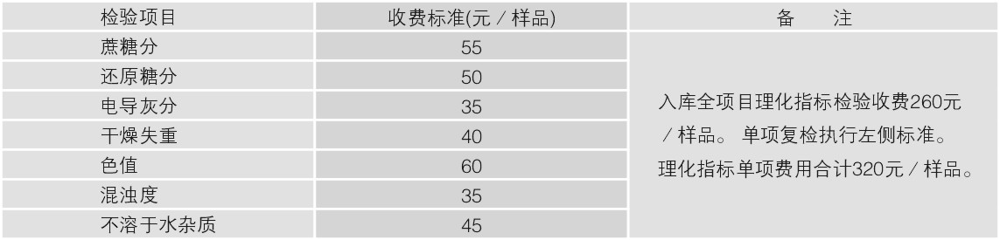 检验项目 收费标准(元／样品) 备 注
蔗糖分 55
还原糖分 50
电导灰分 35
干燥失重 40
色值 60
混浊度 35
不溶于水杂质 45
入库全项目理化指标检验收费260元
／样品。 单项复检执行左侧标准。
理化指标单项费用合计320元／样品。